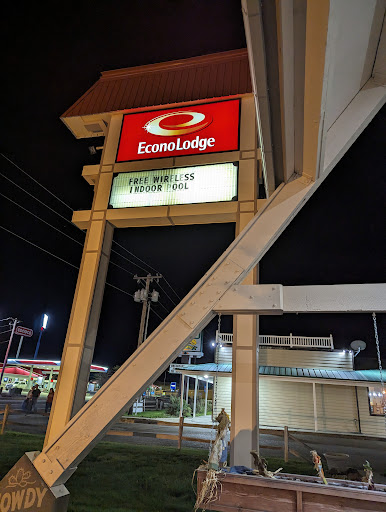 EconoLodge
FREE WIRELESS
INDOOR POOL
OWDY